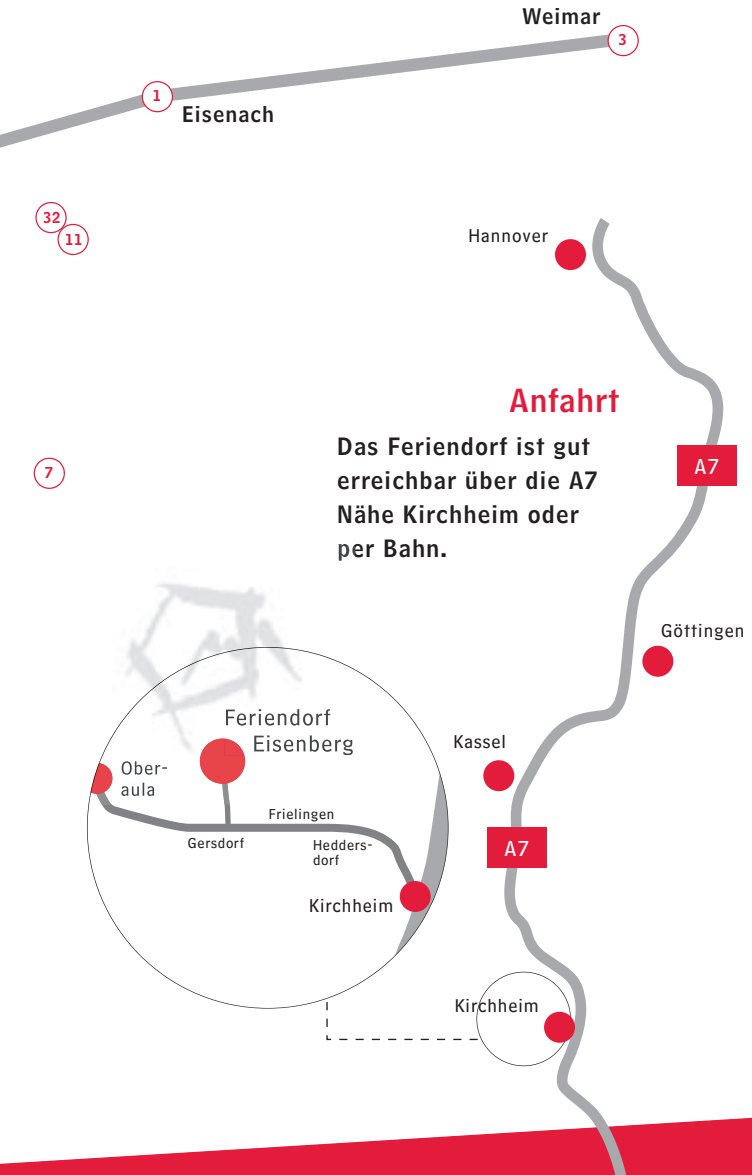 Weimar
3
1
Eisenach
32
11
Hannover
Anfahrt
Das Feriendorf ist gut
erreichbar über die A7
Nähe Kirchheim oder
per Bahn.
A7
7
Göttingen
Kassel
A7
Feriendorf
Eisenberg
Ober-
aula
Frielingen
Gersdorf
Hedders-
dorf
Kirchheim
Kirchheim